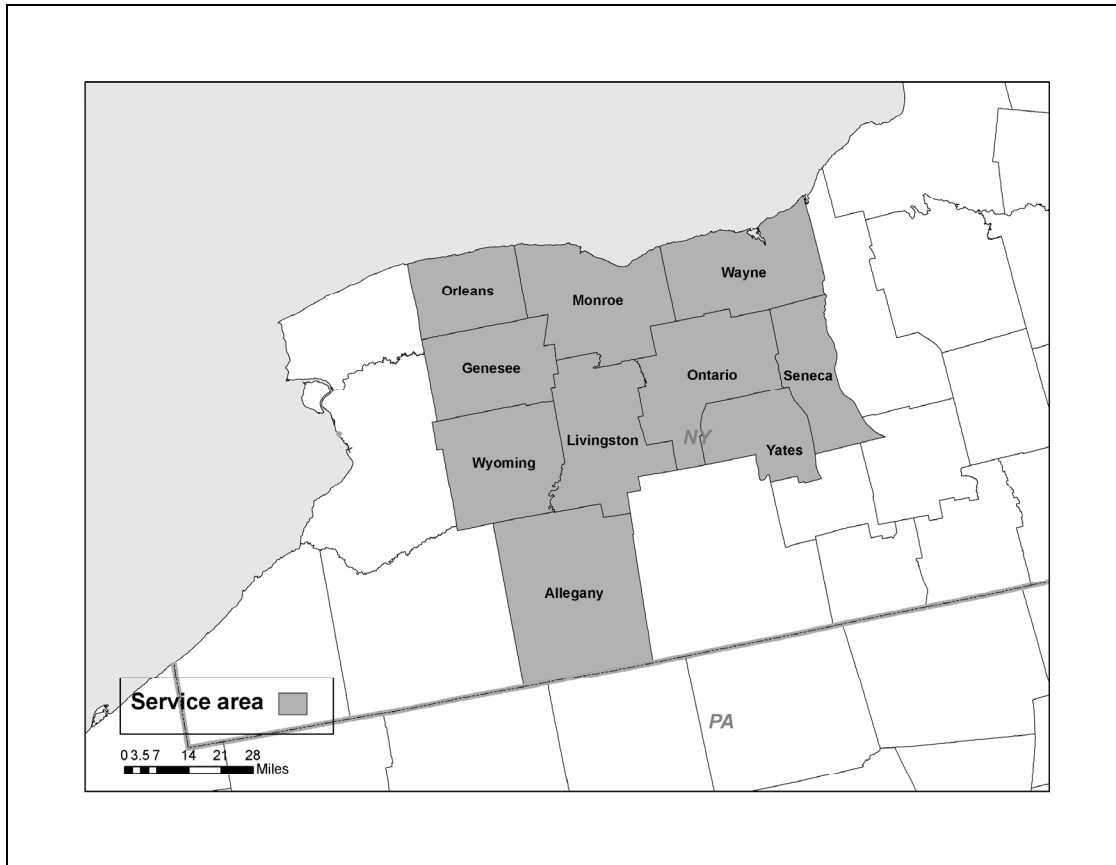 Wayne
Orleans
Monroe
Genesee
Ontario
Seneca
Livingston
NY
Yates
Wyoming
Allegany
Service area
PA
0 3.5 7 14 21 28
Miles